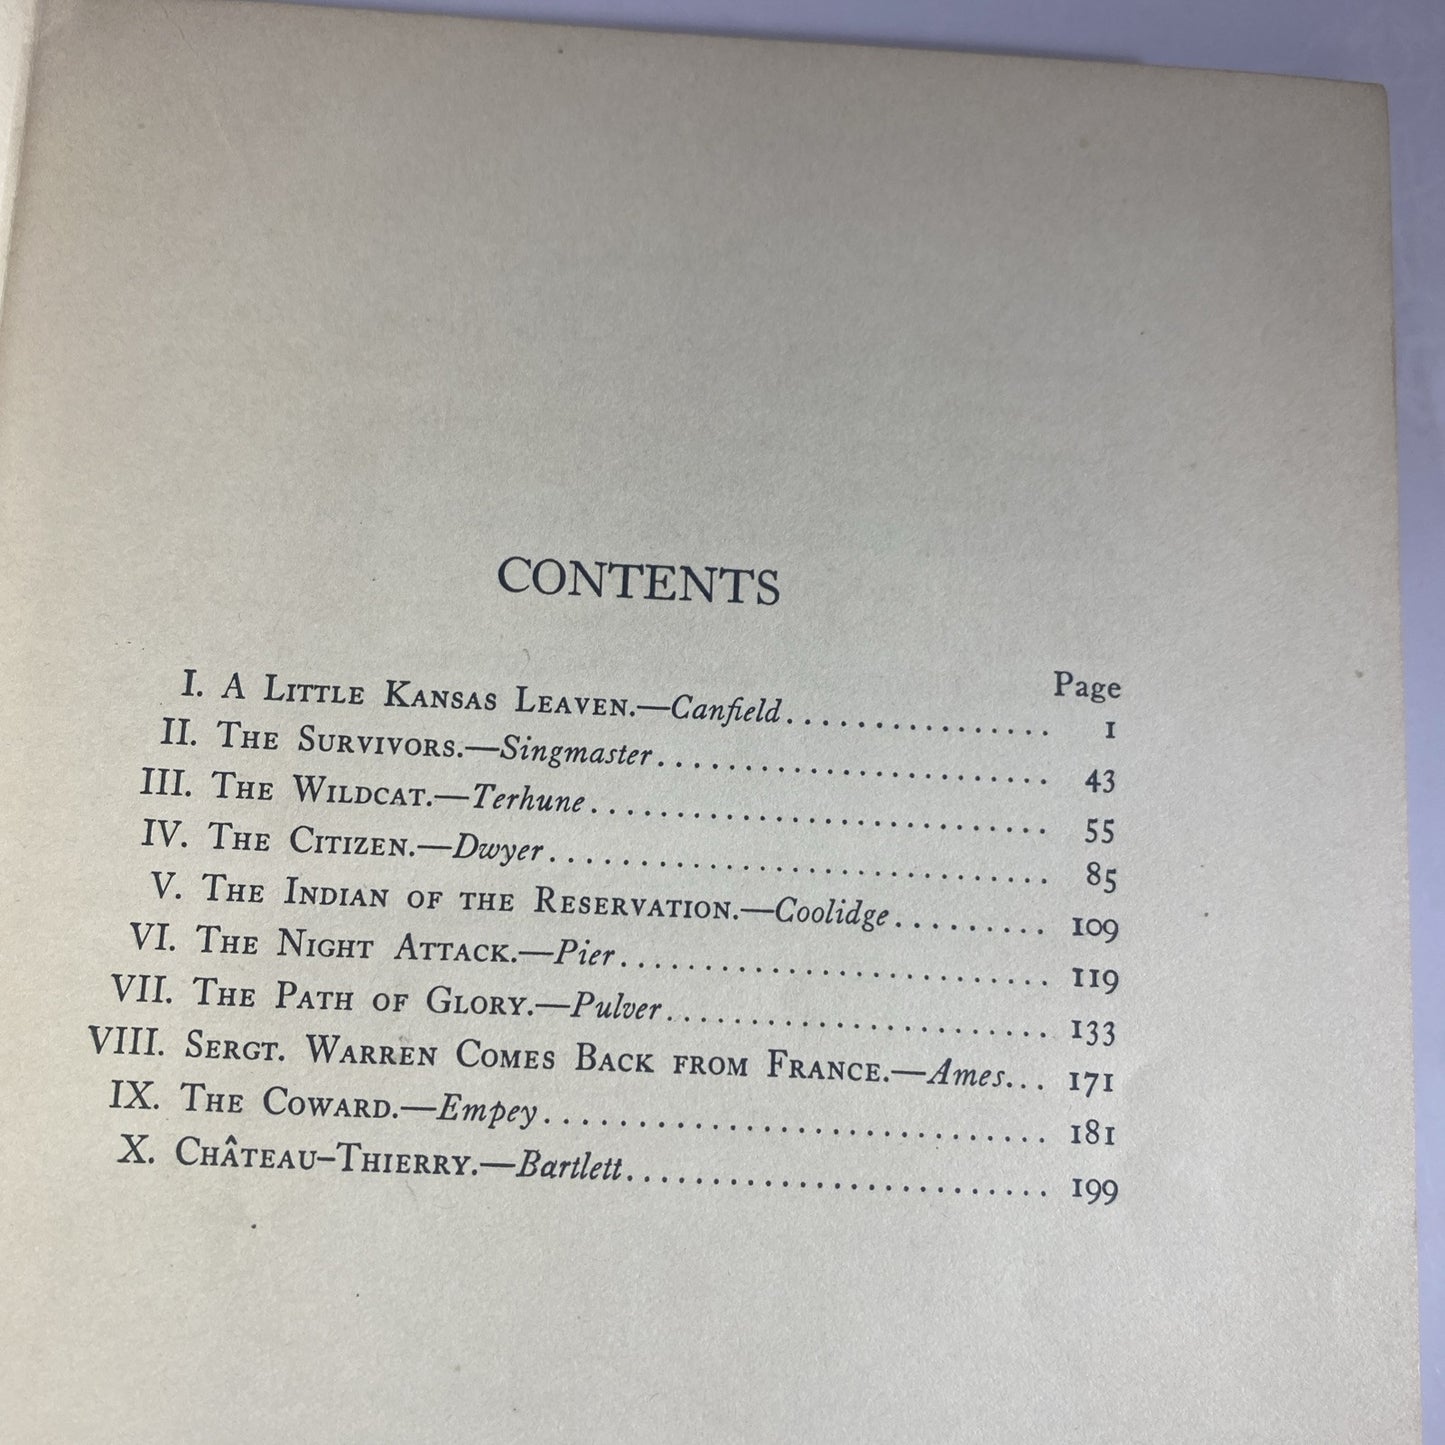 CONTENTS
Page
I. A Little Kansas Leaven.—Canfield................ 1
II. The Survivors.—Singmaster........................ 43
III. The Wildcat.—Terhune............................ 55
IV. The Citizen.—Dwyer.............................. 85
V. The Indian of the Reservation.—Coolidge......... 109
VI. The Night Attack.—Pier.......................... 119
VII. The Path of Glory.—Pulver....................... 133
VIII. Sergt. Warren Comes Back from France.—Ames... 171
IX. The Coward.—Empey.............................. 181
X. Château-Thierry.—Bartlett......................... 199